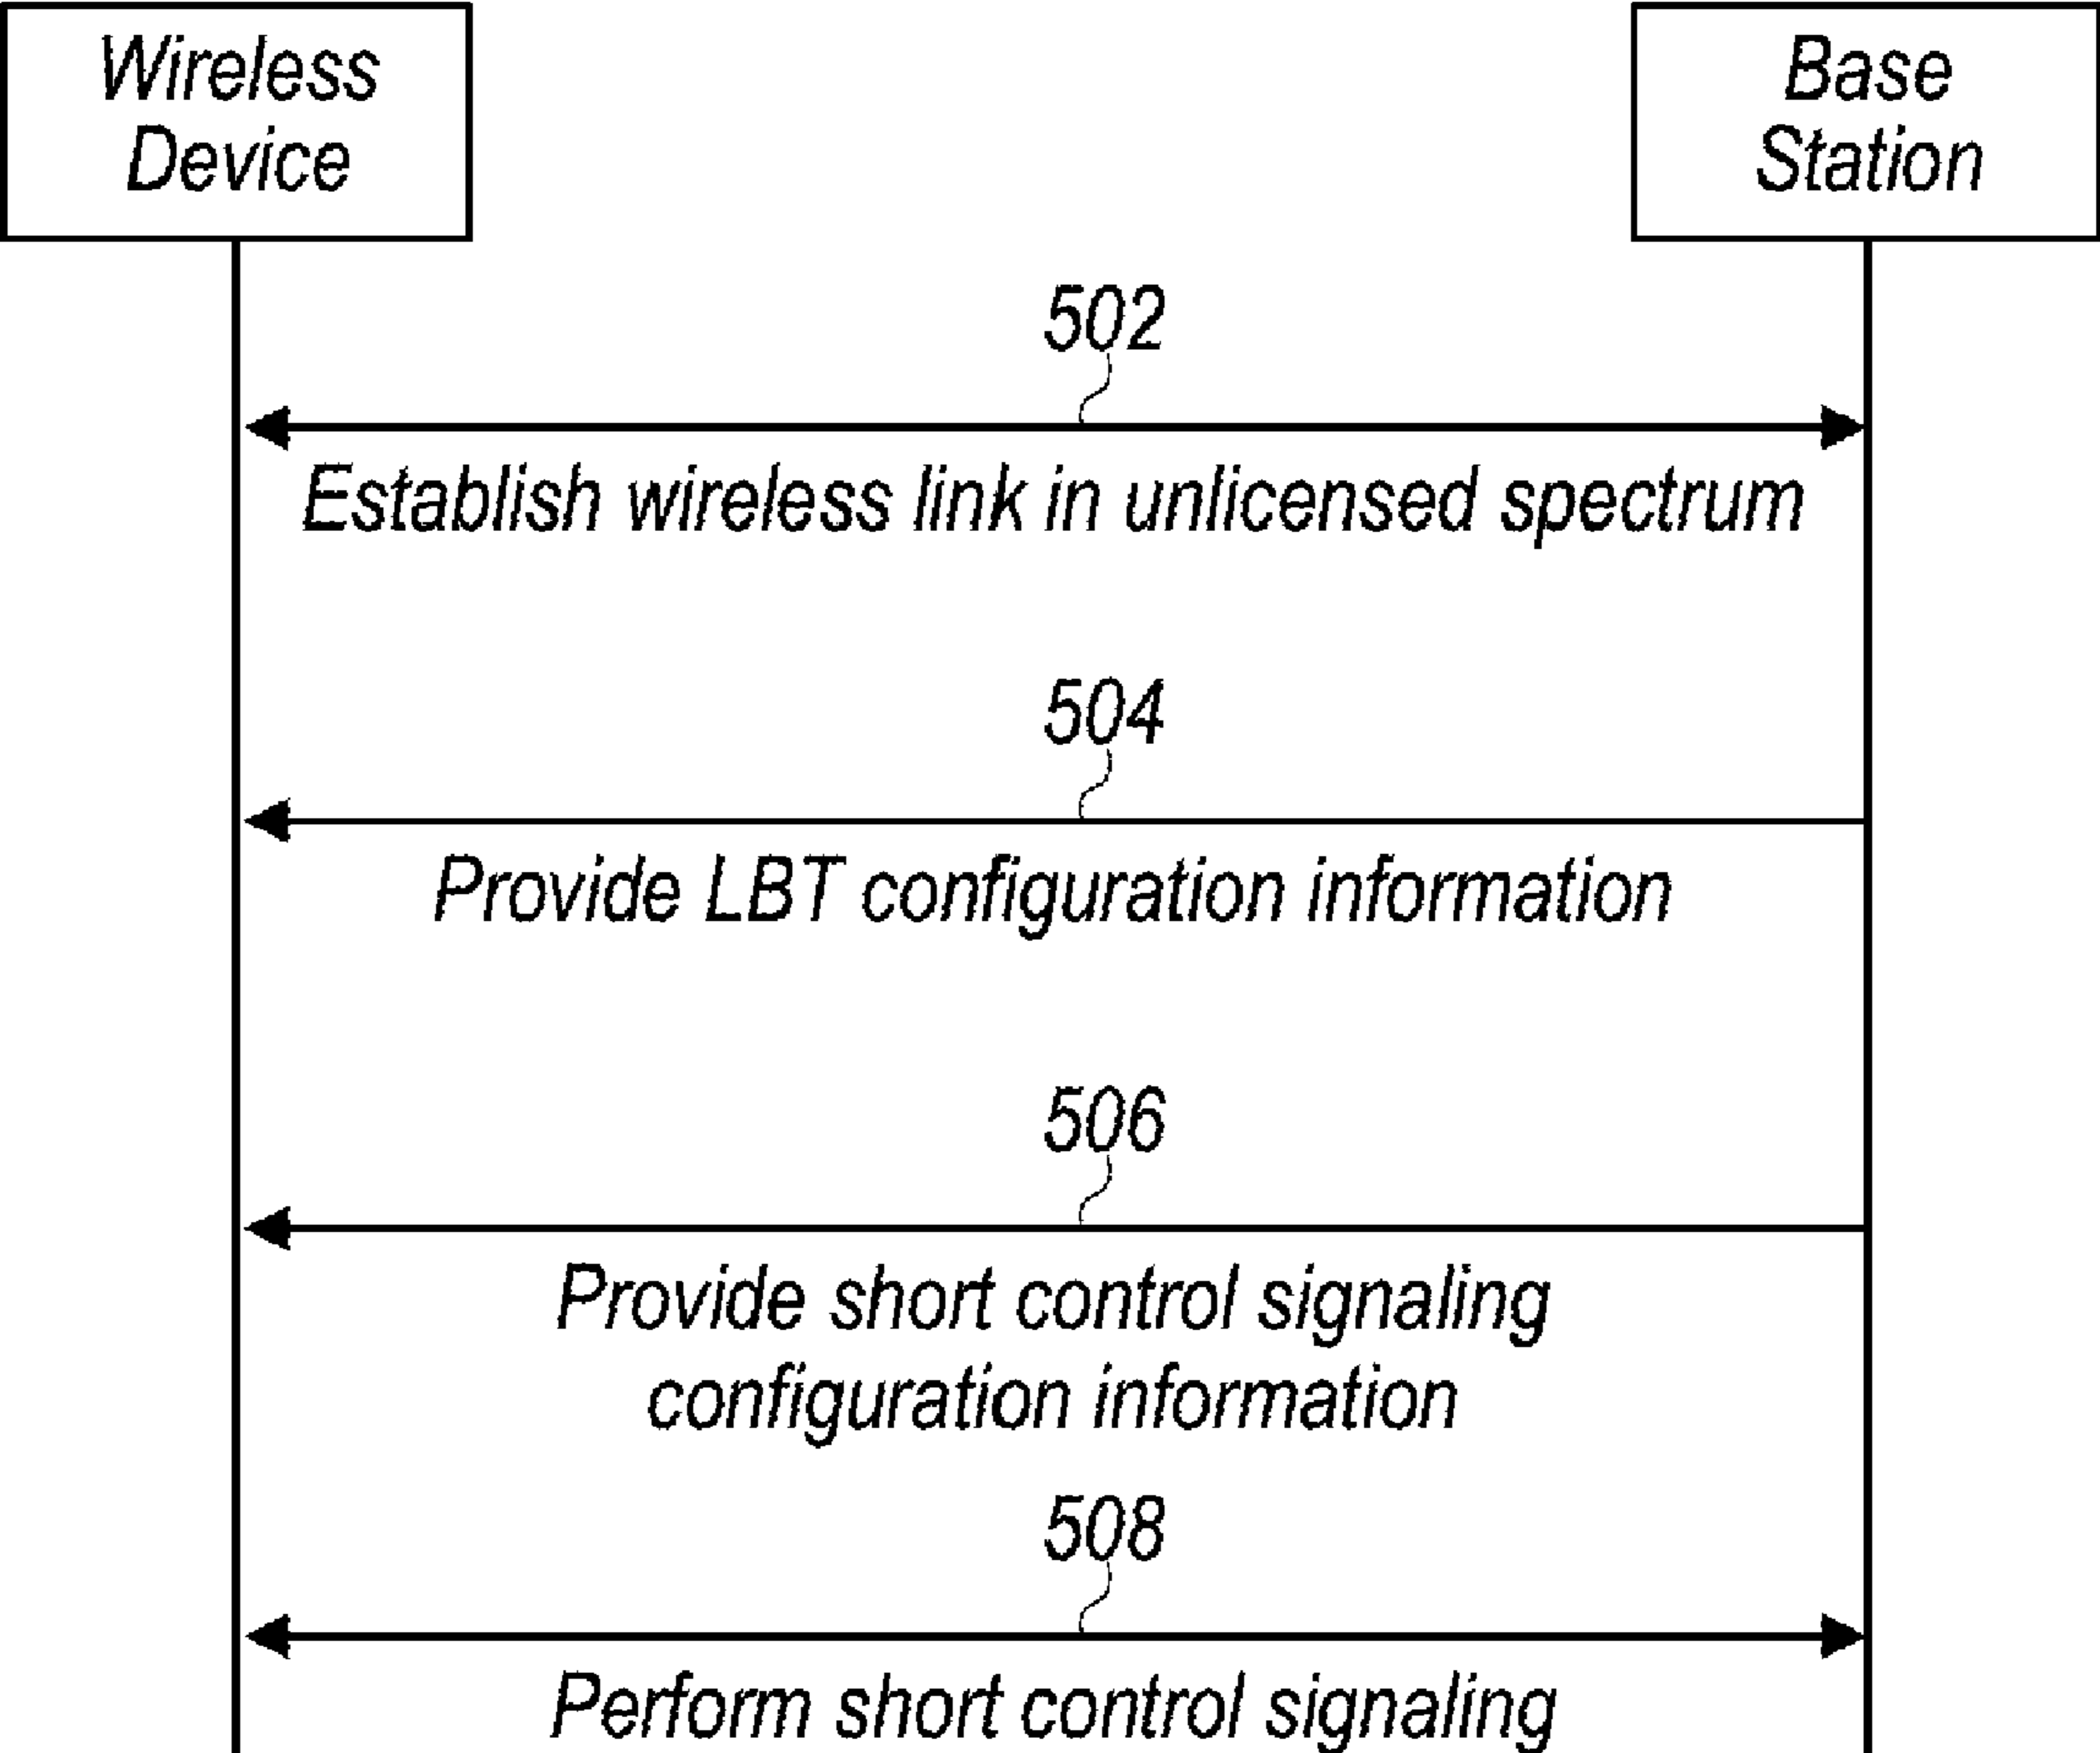 Wireless
Device
Base
Station
502
Establish wireless link in unlicensed spectrum
504
Provide LBT configuration information
506
Provide short control signaling
configuration information
508
Perform short control signaling